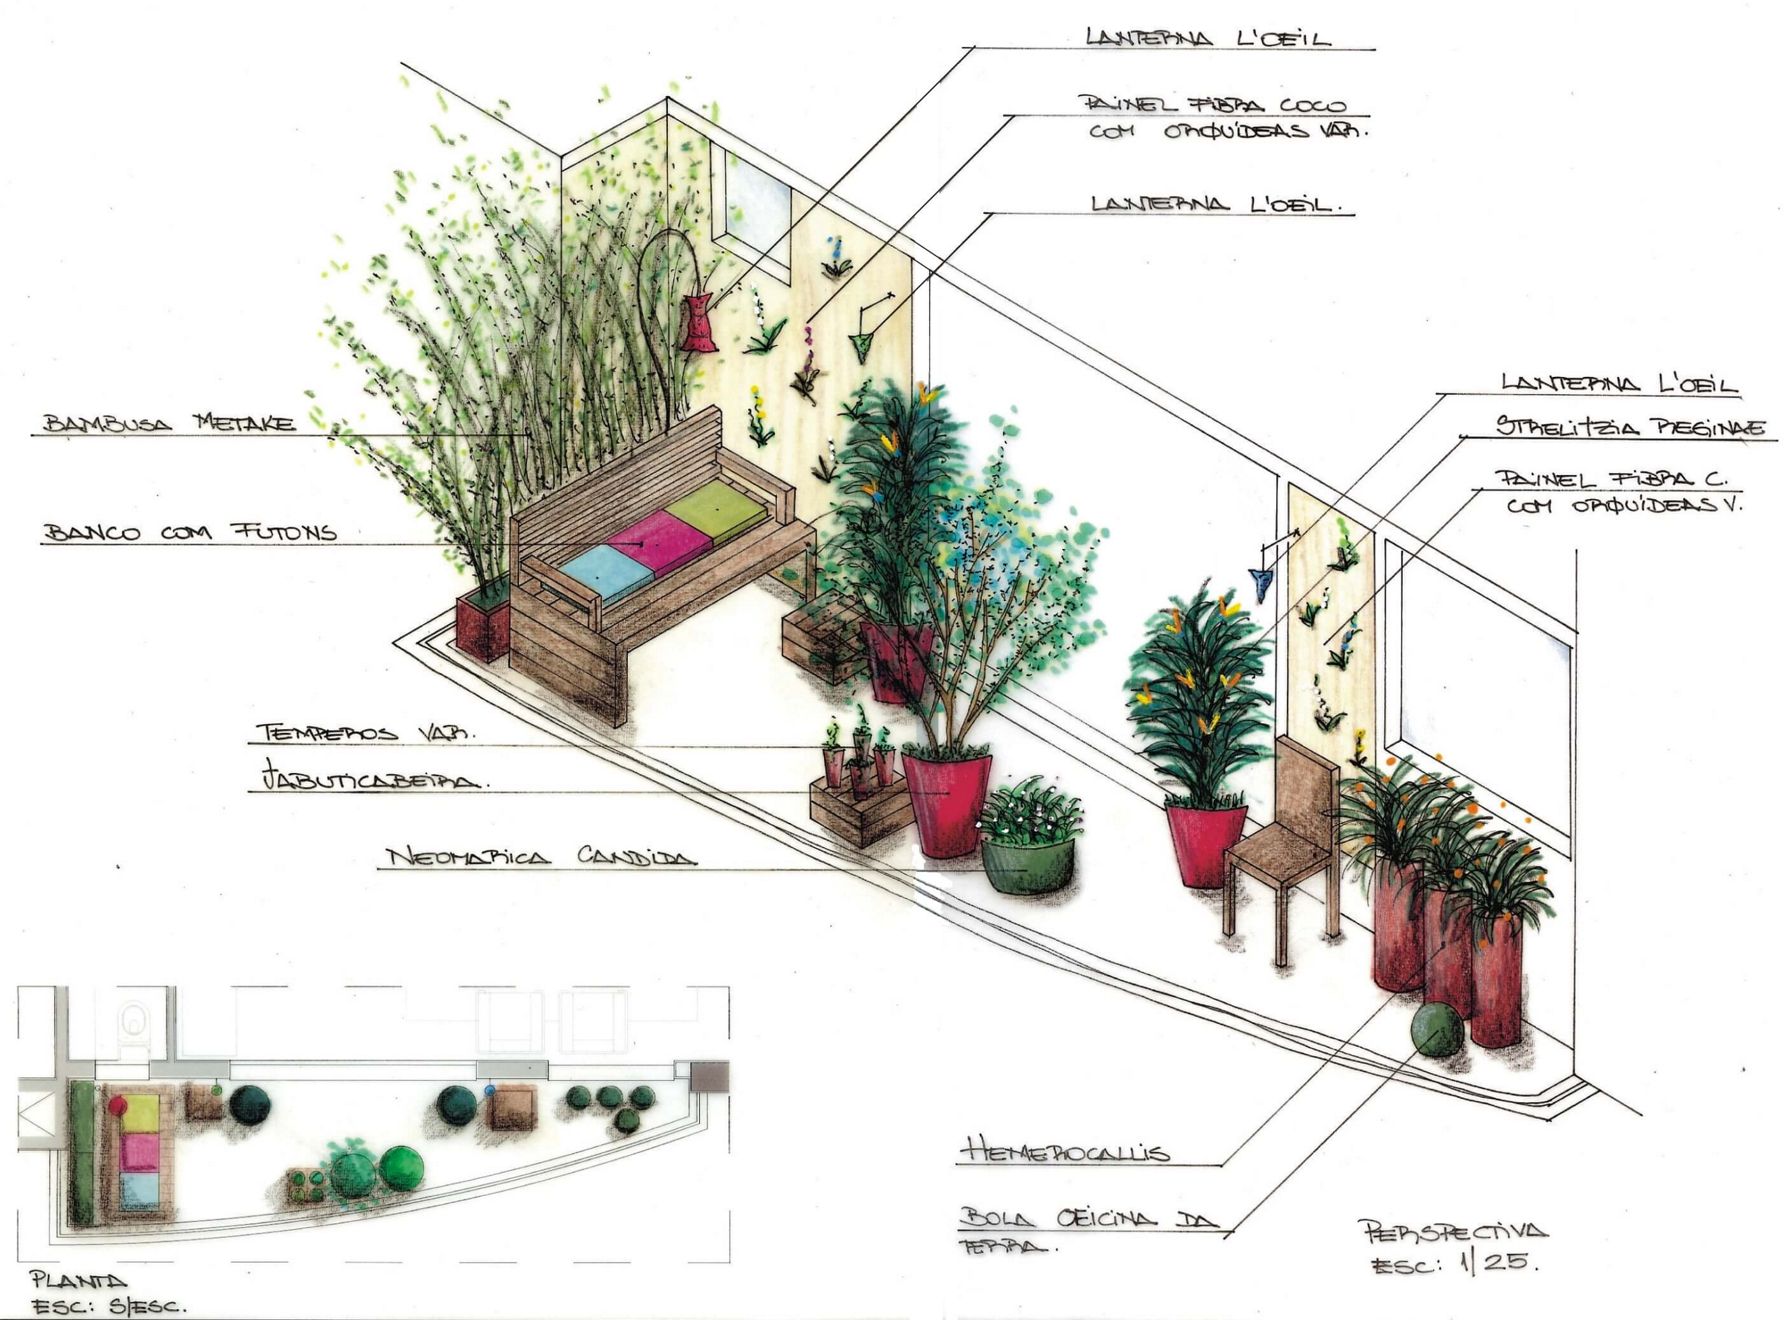 LANTERNA L'OEIL
PAINEL FIBRA COCO
COM ORQUÍDEAS VAR.
LANTERNA L'OEIL.
LANTERNA L'OEIL
STRELITZIA REGINAE
PAINEL FIBRA C.
COM ORQUÍDEAS V.
BAMBUSA METAKE
BANCO COM FUTONS
TEMPEROS VAR.
JABUTICABEIRA.
NEOMARICA CANDIDA
HEMEROCALLIS
BOLA OFICINA DA
TERRA.
PERSPECTIVA
ESC: 1/25.
PLANTA
ESC: S/ESC.